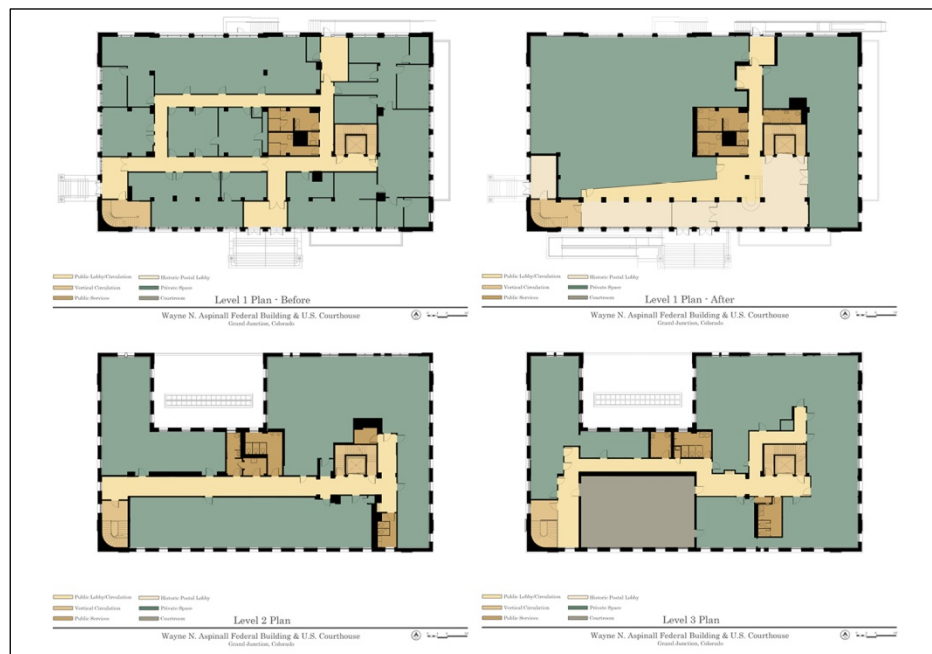 Public Lobby/Circulation Historic Postal Lobby
Vertical Circulation Private Space
Public Services Courtroom
Level 1 Plan - Before
Wayne N. Aspinall Federal Building & U.S. Courthouse
Grand Junction, Colorado
Public Lobby/Circulation Historic Postal Lobby
Vertical Circulation Private Space
Public Services Courtroom
Level 1 Plan - After
Wayne N. Aspinall Federal Building & U.S. Courthouse
Grand Junction, Colorado
Public Lobby/Circulation Historic Postal Lobby
Vertical Circulation Private Space
Public Services Courtroom
Level 2 Plan
Wayne N. Aspinall Federal Building & U.S. Courthouse
Grand Junction, Colorado
Public Lobby/Circulation Historic Postal Lobby
Vertical Circulation Private Space
Public Services Courtroom
Level 3 Plan
Wayne N. Aspinall Federal Building & U.S. Courthouse
Grand Junction, Colorado